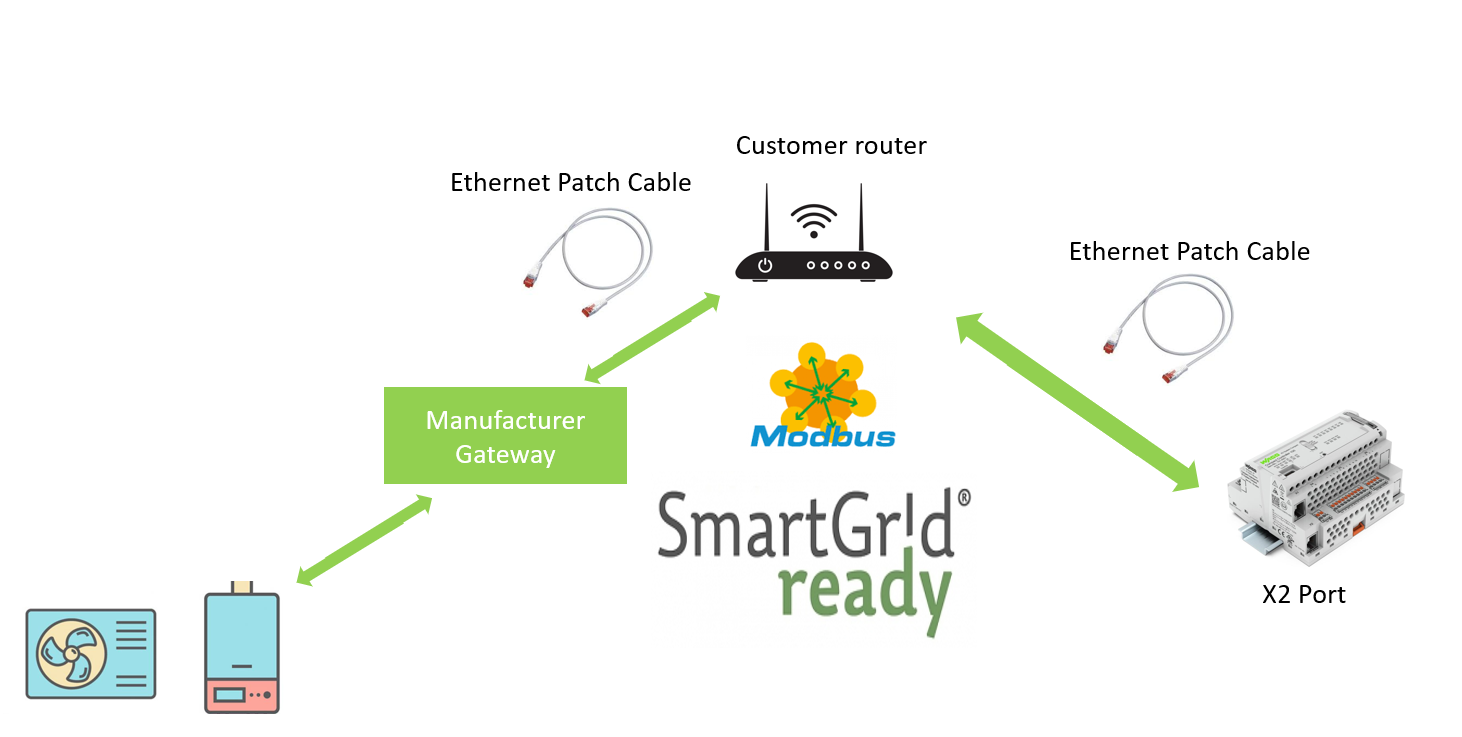 Customer router
Ethernet Patch Cable
Ethernet Patch Cable
Manufacturer
Gateway
Modbus
SmartGr!d®
ready
X2 Port